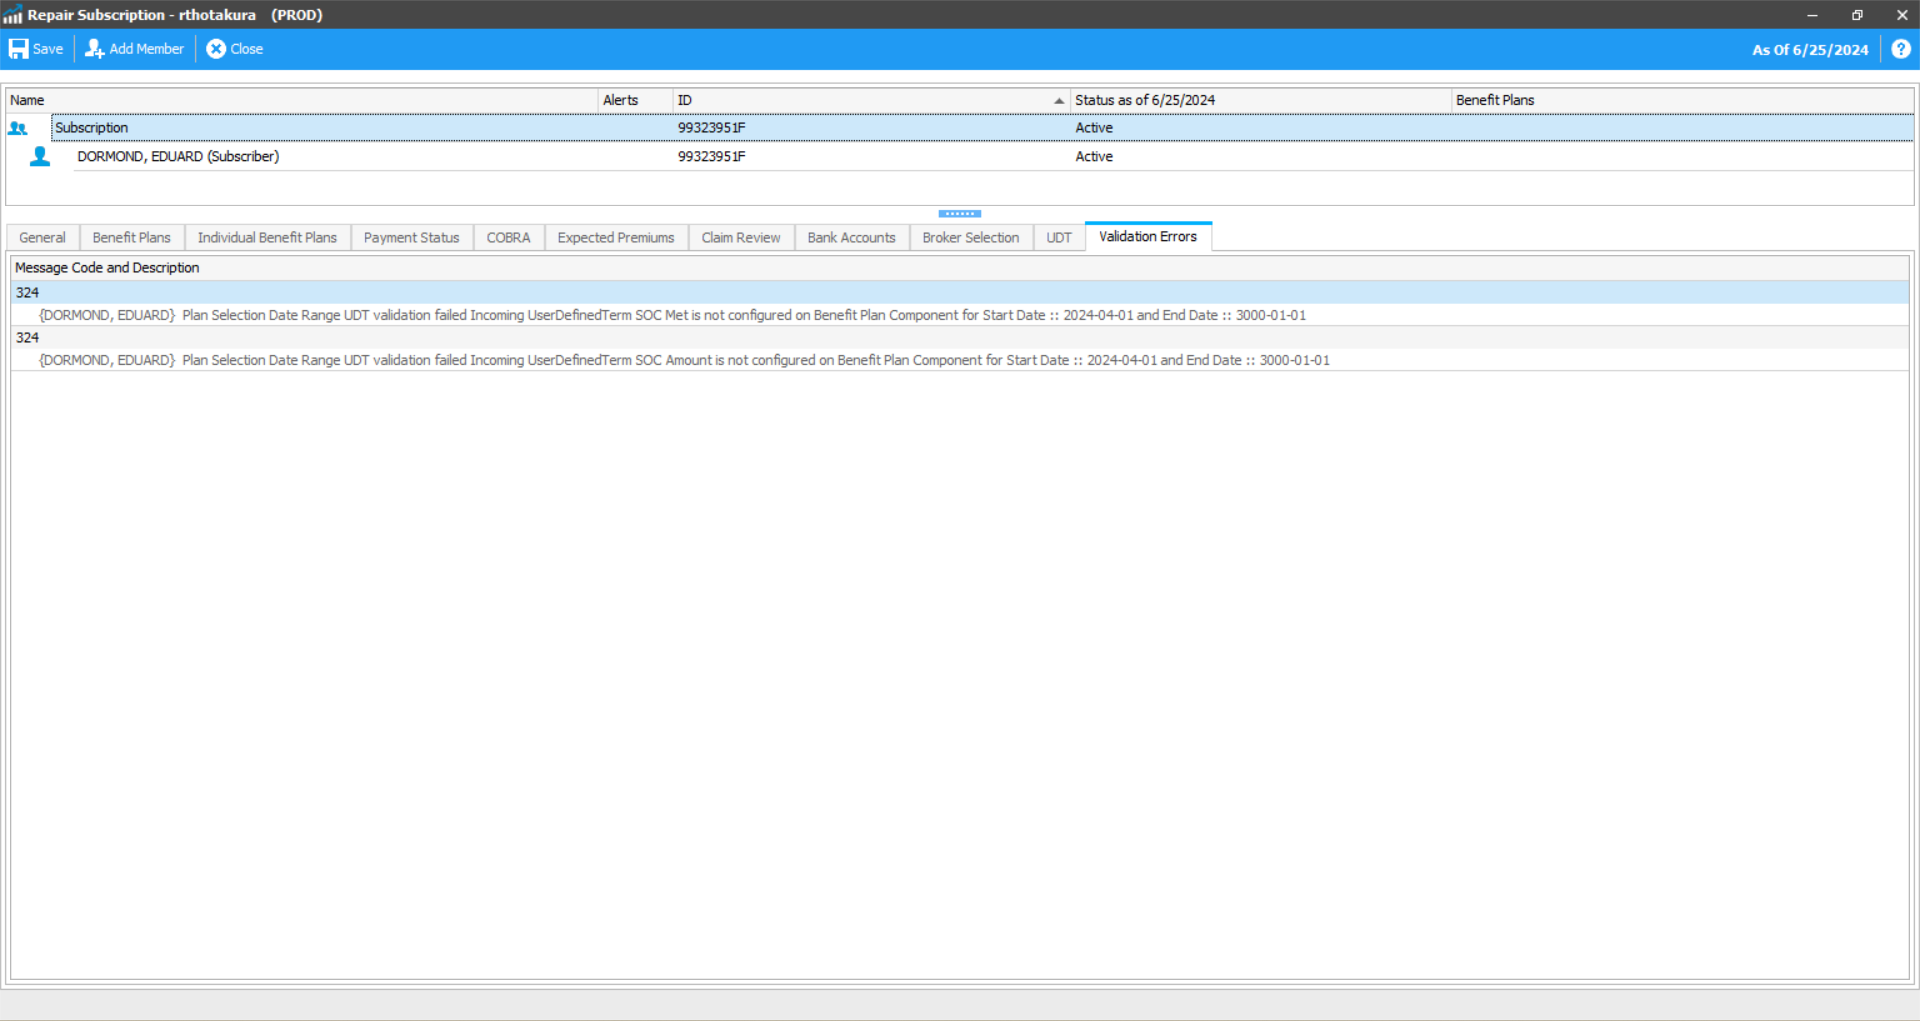 Repair Subscription - rthotakura (PROD)
Save Add Member Close As Of 6/25/2024 ?
Name Alerts ID Status as of 6/25/2024 Benefit Plans
Subscription 99323951F Active
DORMOND, EDUARD (Subscriber) 99323951F Active
General Benefit Plans Individual Benefit Plans Payment Status COBRA Expected Premiums Claim Review Bank Accounts Broker Selection UDT Validation Errors
Message Code and Description
324
{DORMOND, EDUARD} Plan Selection Date Range UDT validation failed Incoming UserDefinedTerm SOC Met is not configured on Benefit Plan Component for Start Date :: 2024-04-01 and End Date :: 3000-01-01
324
{DORMOND, EDUARD} Plan Selection Date Range UDT validation failed Incoming UserDefinedTerm SOC Amount is not configured on Benefit Plan Component for Start Date :: 2024-04-01 and End Date :: 3000-01-01